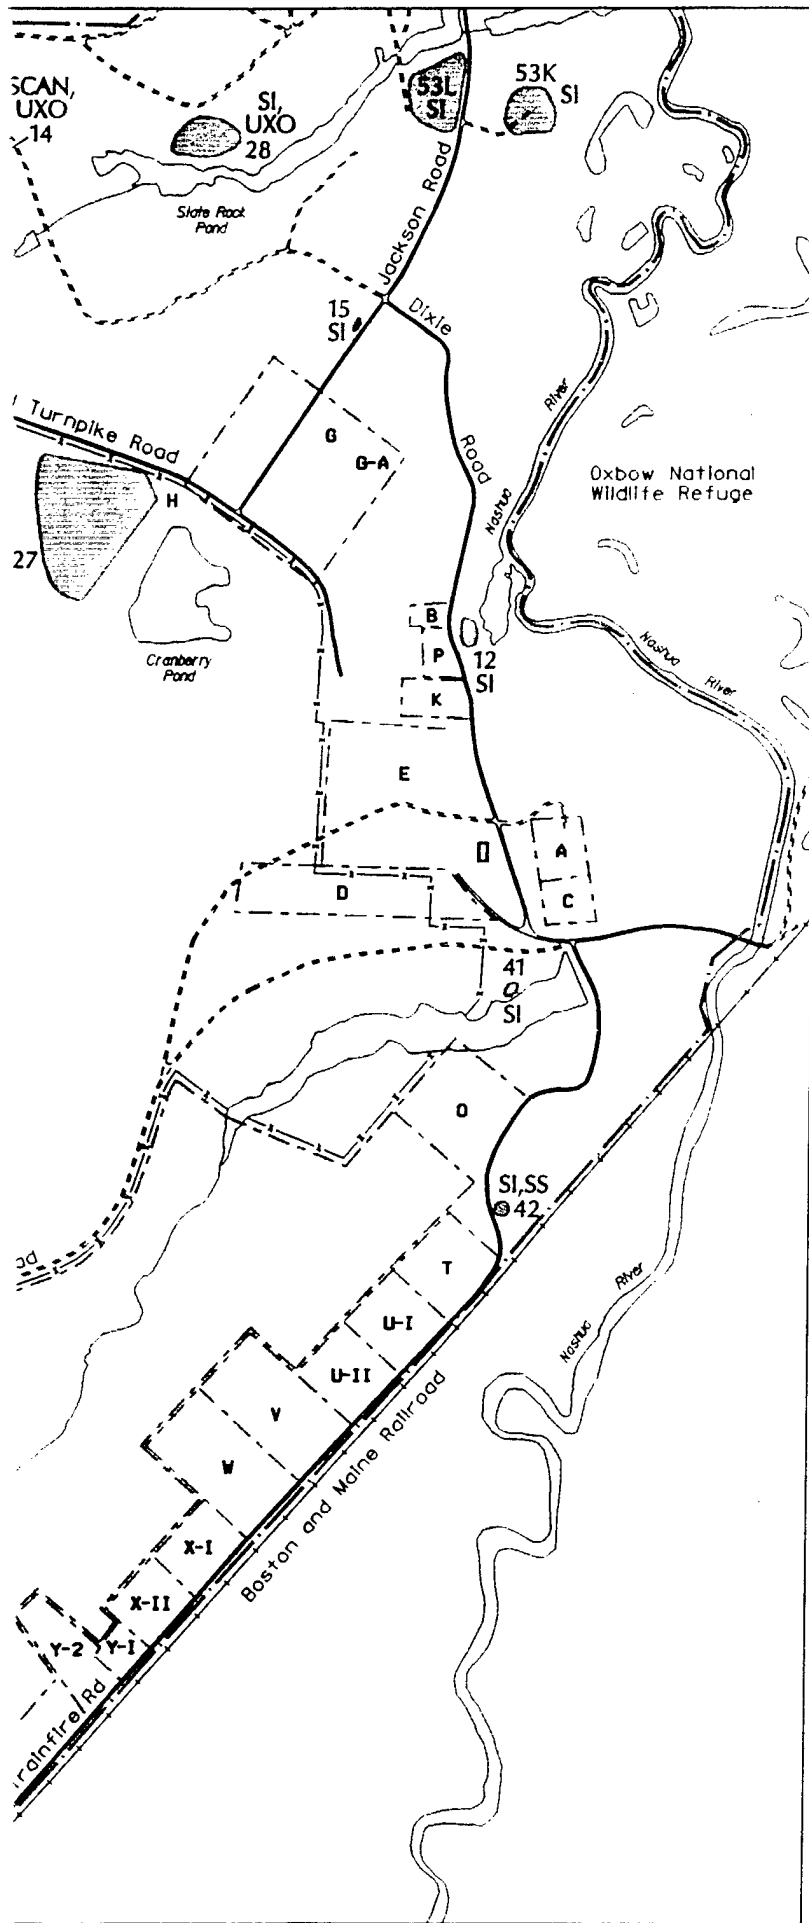 SCAN,
UXO
14
SI,
UXO
28
53L
SI
53K
SI
Slate Rock
Pond
Jackson Road
15
SI
Dixie
Road
Turnpike Road
G
G-A
H
27
Cranberry
Pond
River
Nashua
Oxbow National
Wildlife Refuge
B
P
12
SI
K
Nashua
River
E
A
C
D
41
SI
O
SI,SS
42
T
U-I
U-II
V
W
X-I
X-II
Y-I
Y-2
Boston and Maine Railroad
Nashua
River
rainfire Rd